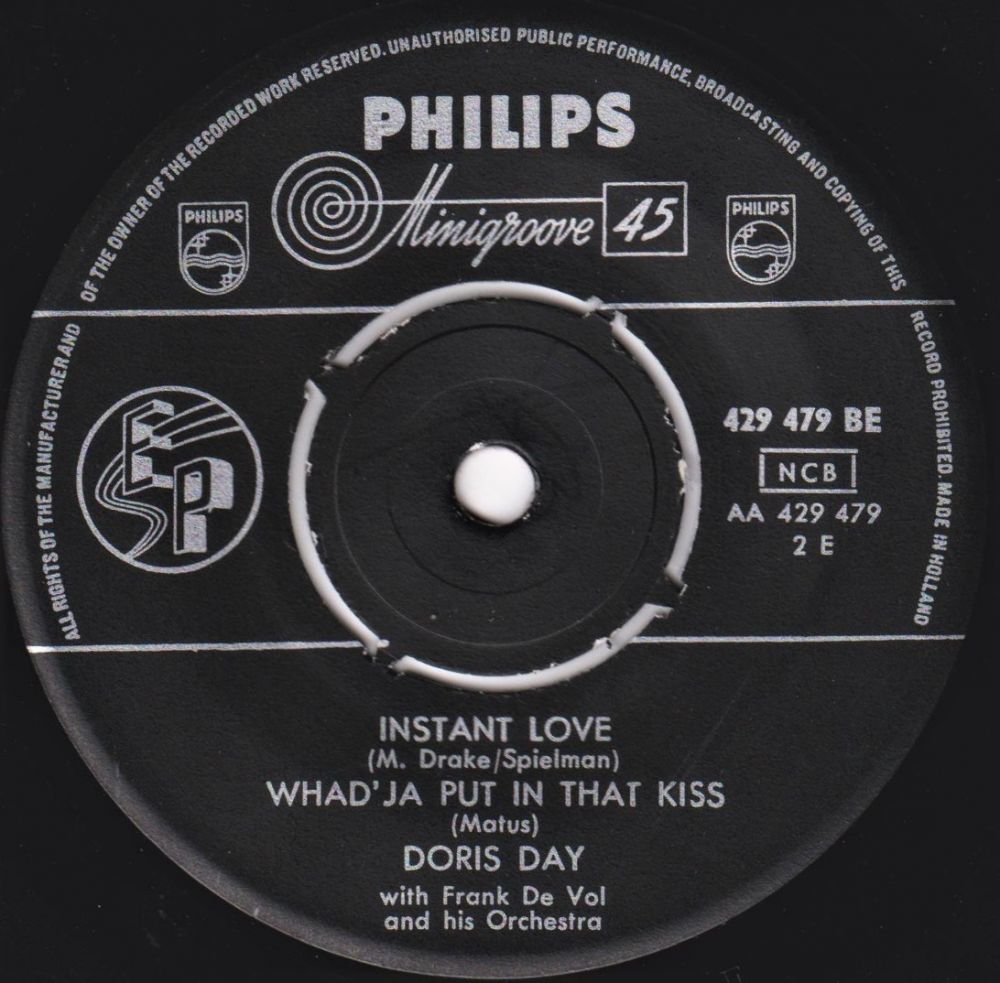 ALL RIGHTS OF THE MANUFACTURER AND OF THE OWNER OF THE RECORDED WORK RESERVED. UNAUTHORISED PUBLIC PERFORMANCE, BROADCASTING AND COPYING OF THIS RECORD PROHIBITED. MADE IN HOLLAND
PHILIPS
Minigroove 45
PHILIPS
PHILIPS
EP
429 479 BE
NCB
AA 429 479
2 E
INSTANT LOVE
(M. Drake/Spielman)
WHAD'JA PUT IN THAT KISS
(Matus)
DORIS DAY
with Frank De Vol
and his Orchestra